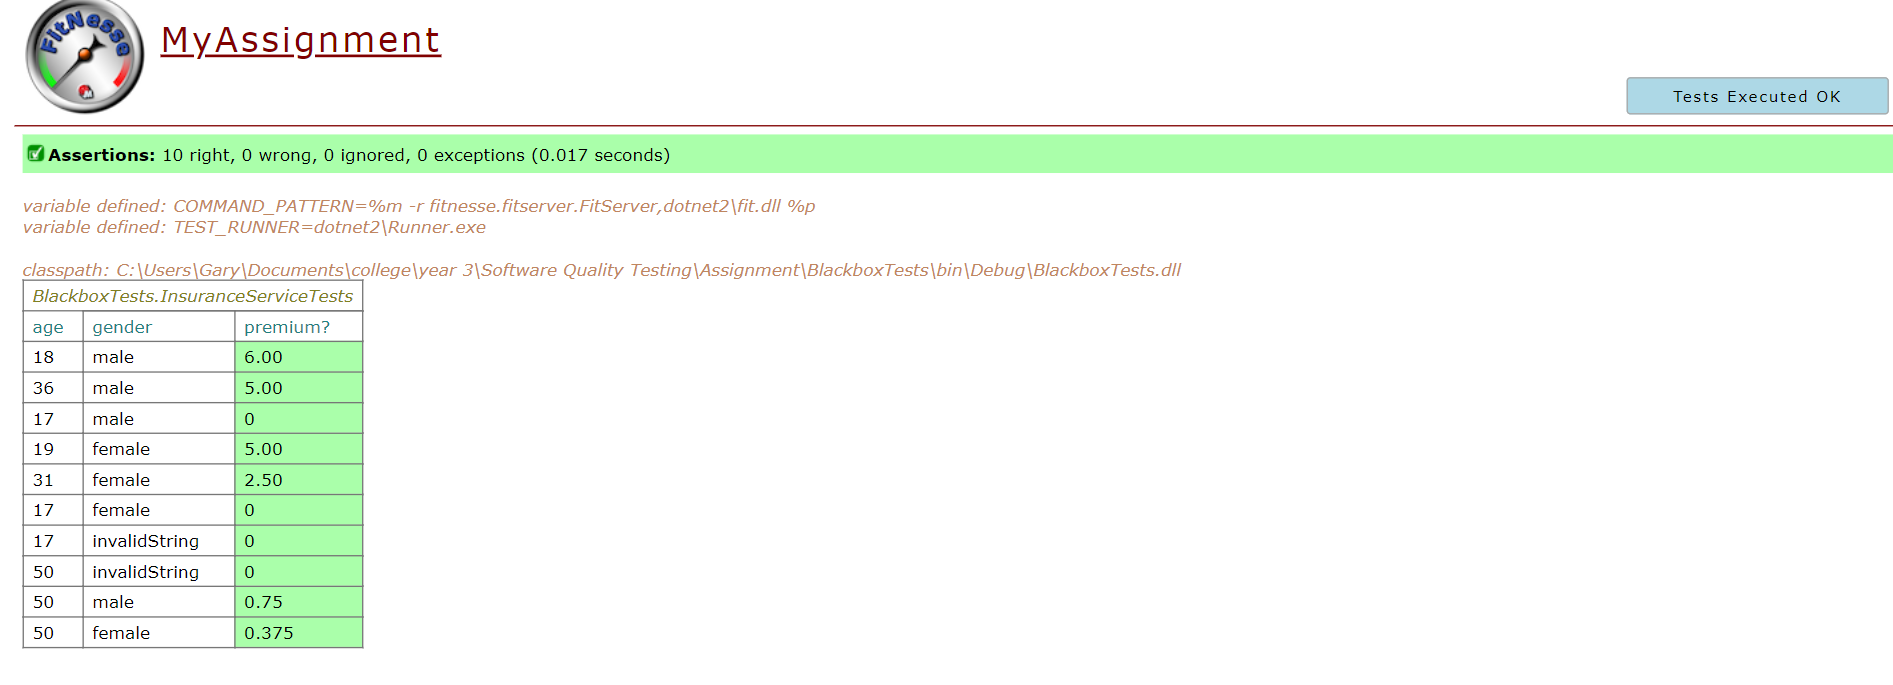 FitNesse
MyAssignment
Tests Executed OK
Assertions: 10 right, 0 wrong, 0 ignored, 0 exceptions (0.017 seconds)
variable defined: COMMAND_PATTERN=%m -r fitnesse.fitserver.FitServer,dotnet2\fit.dll %p
variable defined: TEST_RUNNER=dotnet2\Runner.exe
classpath: C:\Users\Gary\Documents\college\year 3\Software Quality Testing\Assignment\BlackboxTests\bin\Debug\BlackboxTests.dll
BlackboxTests.InsuranceServiceTests
age gender premium?
18 male 6.00
36 male 5.00
17 male 0
19 female 5.00
31 female 2.50
17 female 0
17 invalidString 0
50 invalidString 0
50 male 0.75
50 female 0.375